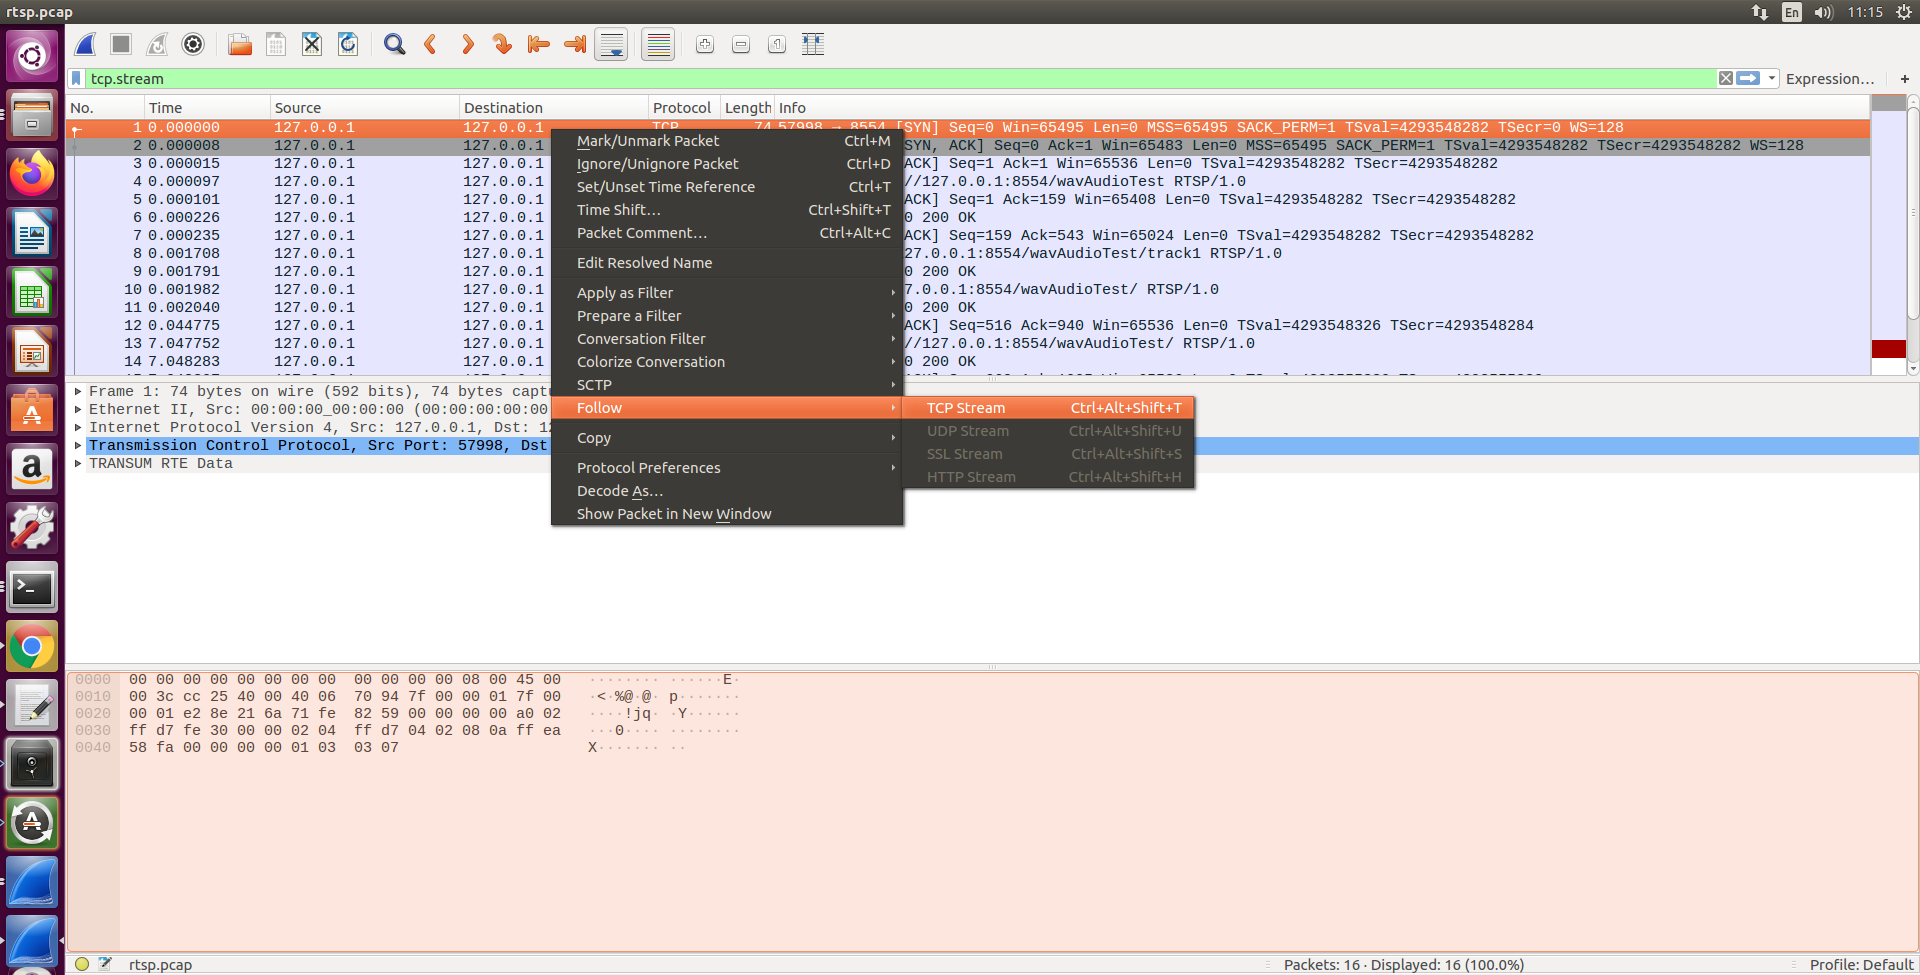 rtsp.pcap
En
11:15
tcp.stream
Expression…
+
No. Time Source Destination Protocol Length Info
1 0.000000 127.0.0.1 127.0.0.1 TCP 74 57998 → 8554 [SYN] Seq=0 Win=65495 Len=0 MSS=65495 SACK_PERM=1 TSval=4293548282 TSecr=0 WS=128
2 0.000008 127.0.0.1 127.0.0.1 SYN, ACK] Seq=0 Ack=1 Win=65483 Len=0 MSS=65495 SACK_PERM=1 TSval=4293548282 TSecr=4293548282 WS=128
3 0.000015 127.0.0.1 127.0.0.1 ACK] Seq=1 Ack=1 Win=65536 Len=0 TSval=4293548282 TSecr=4293548282
4 0.000097 127.0.0.1 127.0.0.1 //127.0.0.1:8554/wavAudioTest RTSP/1.0
5 0.000101 127.0.0.1 127.0.0.1 ACK] Seq=1 Ack=159 Win=65408 Len=0 TSval=4293548282 TSecr=4293548282
6 0.000226 127.0.0.1 127.0.0.1 0 200 OK
7 0.000235 127.0.0.1 127.0.0.1 ACK] Seq=159 Ack=543 Win=65024 Len=0 TSval=4293548282 TSecr=4293548282
8 0.001708 127.0.0.1 127.0.0.1 27.0.0.1:8554/wavAudioTest/track1 RTSP/1.0
9 0.001791 127.0.0.1 127.0.0.1 0 200 OK
10 0.001982 127.0.0.1 127.0.0.1 7.0.0.1:8554/wavAudioTest/ RTSP/1.0
11 0.002040 127.0.0.1 127.0.0.1 0 200 OK
12 0.044775 127.0.0.1 127.0.0.1 ACK] Seq=516 Ack=940 Win=65536 Len=0 TSval=4293548326 TSecr=4293548284
13 7.047752 127.0.0.1 127.0.0.1 //127.0.0.1:8554/wavAudioTest/ RTSP/1.0
14 7.048283 127.0.0.1 127.0.0.1 0 200 OK
Mark/Unmark Packet Ctrl+M
Ignore/Unignore Packet Ctrl+D
Set/Unset Time Reference Ctrl+T
Time Shift… Ctrl+Shift+T
Packet Comment… Ctrl+Alt+C
Edit Resolved Name
Apply as Filter
Prepare a Filter
Conversation Filter
Colorize Conversation
SCTP
Follow
Copy
Protocol Preferences
Decode As…
Show Packet in New Window
TCP Stream Ctrl+Alt+Shift+T
UDP Stream Ctrl+Alt+Shift+U
SSL Stream Ctrl+Alt+Shift+S
HTTP Stream Ctrl+Alt+Shift+H
Frame 1: 74 bytes on wire (592 bits), 74 bytes capt
Ethernet II, Src: 00:00:00_00:00:00 (00:00:00:00:00
Internet Protocol Version 4, Src: 127.0.0.1, Dst: 12
Transmission Control Protocol, Src Port: 57998, Dst
TRANSUM RTE Data
0000 00 00 00 00 00 00 00 00 00 00 00 00 08 00 45 00 ········ ······E·
0010 00 3c cc 25 40 00 40 06 70 94 7f 00 00 01 7f 00 ·<·%@·@· p·······
0020 00 01 e2 8e 21 6a 71 fe 82 59 00 00 00 00 a0 02 ····!jq· ·Y······
0030 ff d7 fe 30 00 00 02 04 ff d7 04 02 08 0a ff ea ···0···· ········
0040 58 fa 00 00 00 00 01 03 03 07 X······· ··
rtsp.pcap
Packets: 16 · Displayed: 16 (100.0%)
Profile: Default